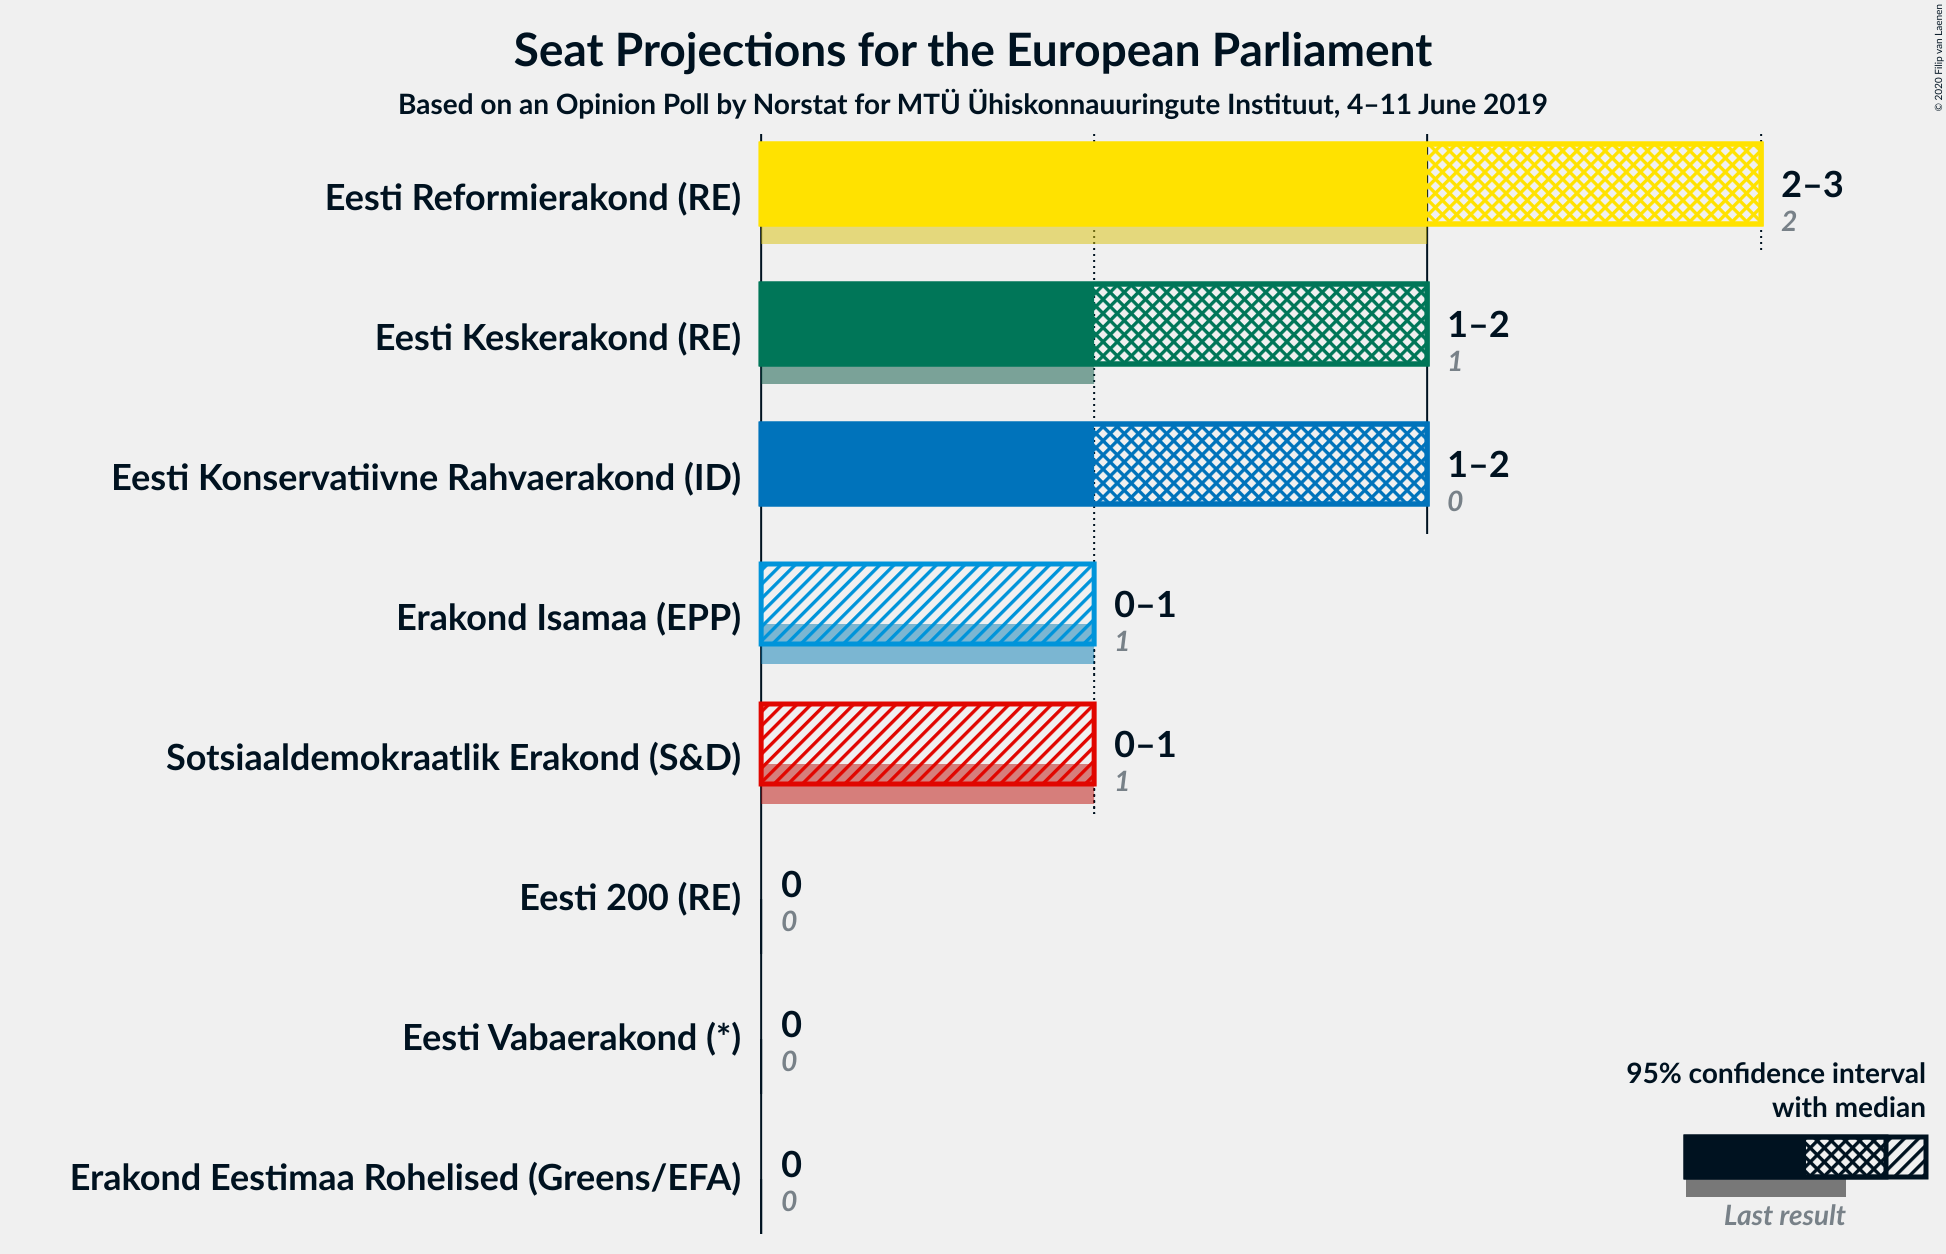 Seat Projections for the European Parliament
Based on an Opinion Poll by Norstat for MTÜ Ühiskonnauuringute Instituut, 4–11 June 2019
© 2020 Filip van Laenen
Eesti Reformierakond (RE)
2–3
2
Eesti Keskerakond (RE)
1–2
1
Eesti Konservatiivne Rahvaerakond (ID)
1–2
0
Erakond Isamaa (EPP)
0–1
1
Sotsiaaldemokraatlik Erakond (S&D)
0–1
1
Eesti 200 (RE)
0
0
Eesti Vabaerakond (*)
0
0
Erakond Eestimaa Rohelised (Greens/EFA)
0
0
95% confidence interval
with median
Last result